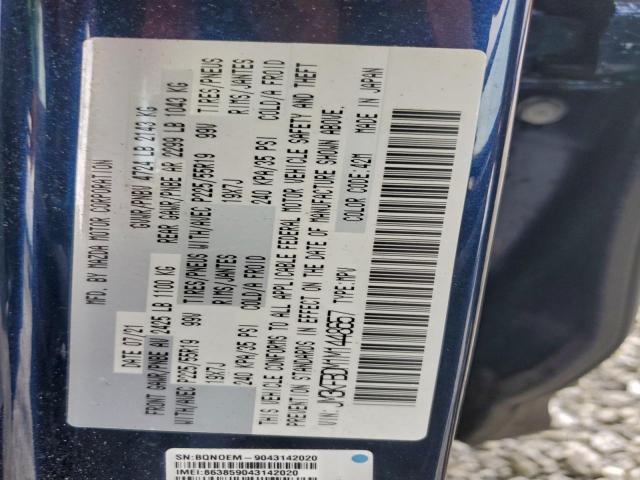 MFD. BY MAZDA MOTOR CORPORATION
DATE 07/21 GVWR/PNBV 4724 LB 2143 KG
FRONT GAWR/PNBE AV 2425 LB 1100 KG REAR GAWR/PNBE AR 2299 LB 1043 KG
WITH/AVEC P225/55R19 99V TIRES/PNEUS WITH/AVEC P225/55R19 99V TIRES/PNEUS
19X7J RIMS/JANTES 19X7J RIMS/JANTES
240 KPA/35 PSI COLD/A FROID 240 KPA/35 PSI COLD/A FROID
THIS VEHICLE CONFORMS TO ALL APPLICABLE FEDERAL MOTOR VEHICLE SAFETY AND THEFT
PREVENTION STANDARDS IN EFFECT ON THE DATE OF MANUFACTURE SHOWN ABOVE.
VIN: TYPE:MPV COLOR CODE: 42M MADE IN JAPAN
SN:BQNOEM-9043142020
IMEI:863859043142020